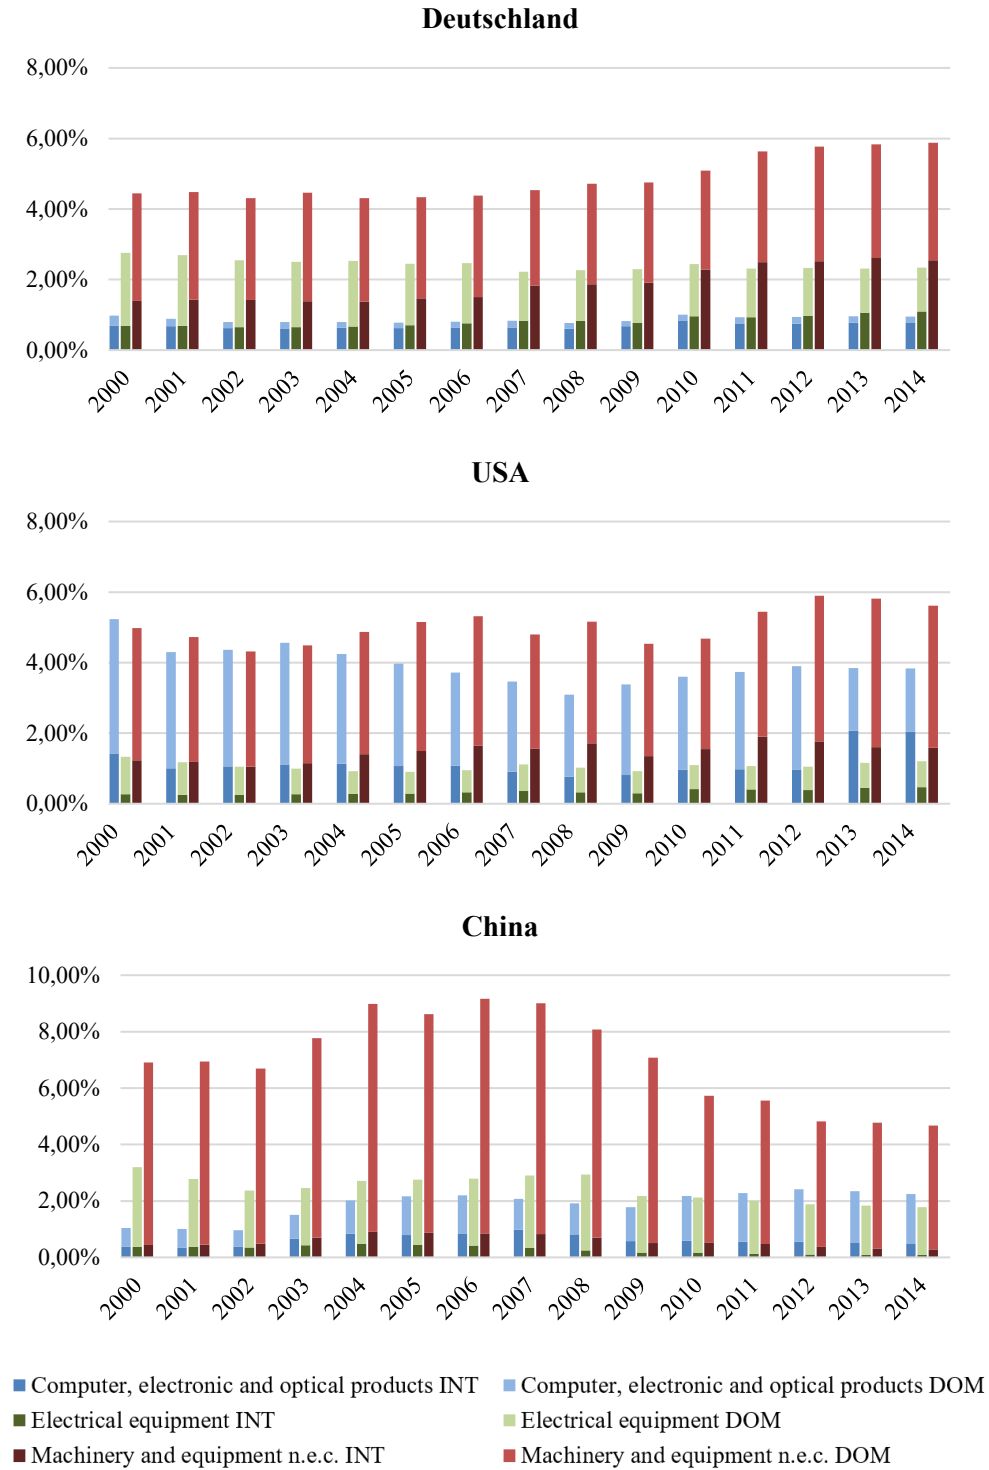 Deutschland
8,00%
6,00%
4,00%
2,00%
0,00%
2000 2001 2002 2003 2004 2005 2006 2007 2008 2009 2010 2011 2012 2013 2014
USA
8,00%
6,00%
4,00%
2,00%
0,00%
2000 2001 2002 2003 2004 2005 2006 2007 2008 2009 2010 2011 2012 2013 2014
China
10,00%
8,00%
6,00%
4,00%
2,00%
0,00%
2000 2001 2002 2003 2004 2005 2006 2007 2008 2009 2010 2011 2012 2013 2014
Computer, electronic and optical products INT Computer, electronic and optical products DOM
Electrical equipment INT Electrical equipment DOM
Machinery and equipment n.e.c. INT Machinery and equipment n.e.c. DOM